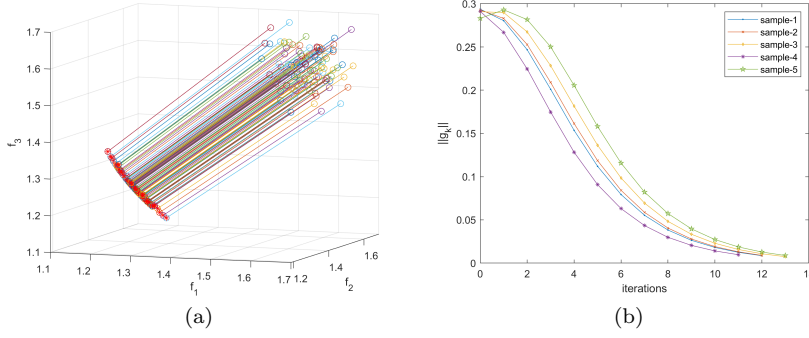 1.7
1.6
1.5
1.4
1.3
1.2
1.1
f3
1.1
1.2
1.3
1.4
1.5
1.6
1.7
f1
1.2
1.4
1.6
f2
(a)
0.3
0.25
0.2
0.15
0.1
0.05
0
||gk||
0
2
4
6
8
10
12
1
iterations
sample-1
sample-2
sample-3
sample-4
sample-5
(b)